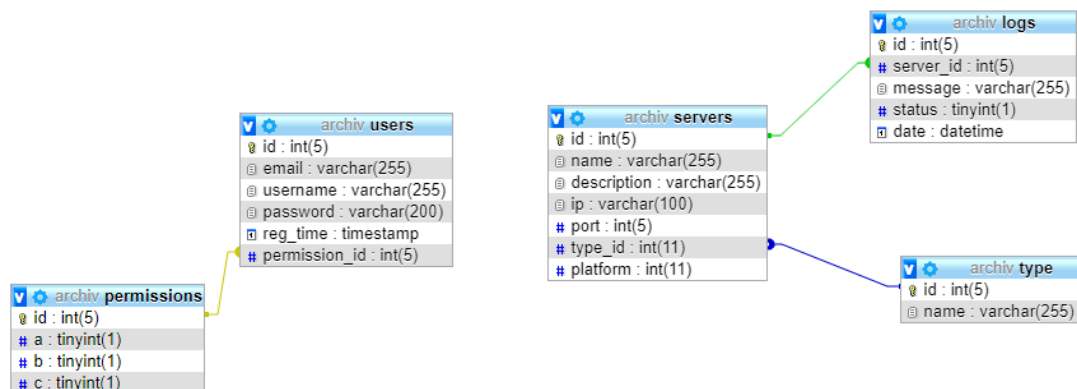 archiv logs
id : int(5)
server_id : int(5)
message : varchar(255)
status : tinyint(1)
date : datetime
archiv users
id : int(5)
email : varchar(255)
username : varchar(255)
password : varchar(200)
reg_time : timestamp
permission_id : int(5)
archiv servers
id : int(5)
name : varchar(255)
description : varchar(255)
ip : varchar(100)
port : int(5)
type_id : int(11)
platform : int(11)
archiv type
id : int(5)
name : varchar(255)
archiv permissions
id : int(5)
a : tinyint(1)
b : tinyint(1)
c : tinyint(1)